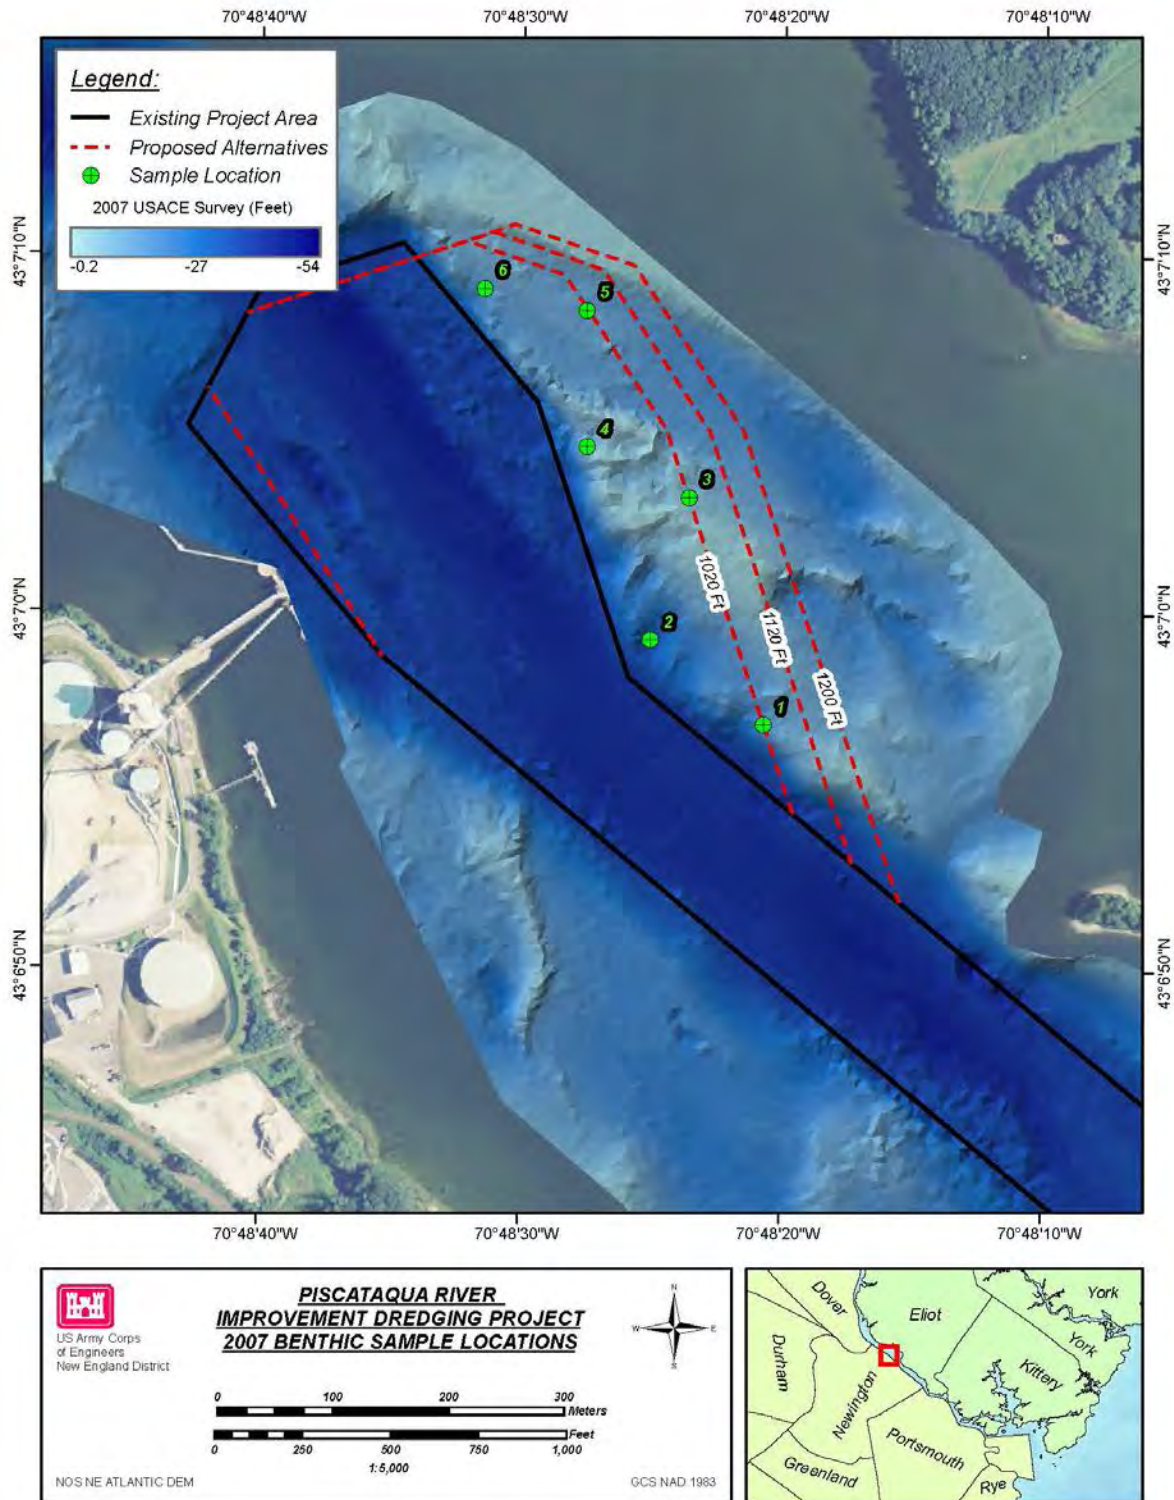 70°48'40"W
70°48'30"W
70°48'20"W
70°48'10"W
Legend:
Existing Project Area
Proposed Alternatives
Sample Location
2007 USACE Survey (Feet)
-0.2
-27
-54
43°7'10"N
43°7'10"N
6
5
4
3
1020 Ft
1120 Ft
1200 Ft
2
1
43°7'0"N
43°7'0"N
43°6'50"N
43°6'50"N
70°48'40"W
70°48'30"W
70°48'20"W
70°48'10"W
US Army Corps
of Engineers
New England District
PISCATAQUA RIVER
IMPROVEMENT DREDGING PROJECT
2007 BENTHIC SAMPLE LOCATIONS
N
W
E
S
0 100 200 300
Meters
Feet
0 250 500 750 1,000
1:5,000
NOS NE ATLANTIC DEM
GCS NAD 1983
Dover
Eliot
York
York
Durham
Kittery
Newington
Portsmouth
Greenland
Rye